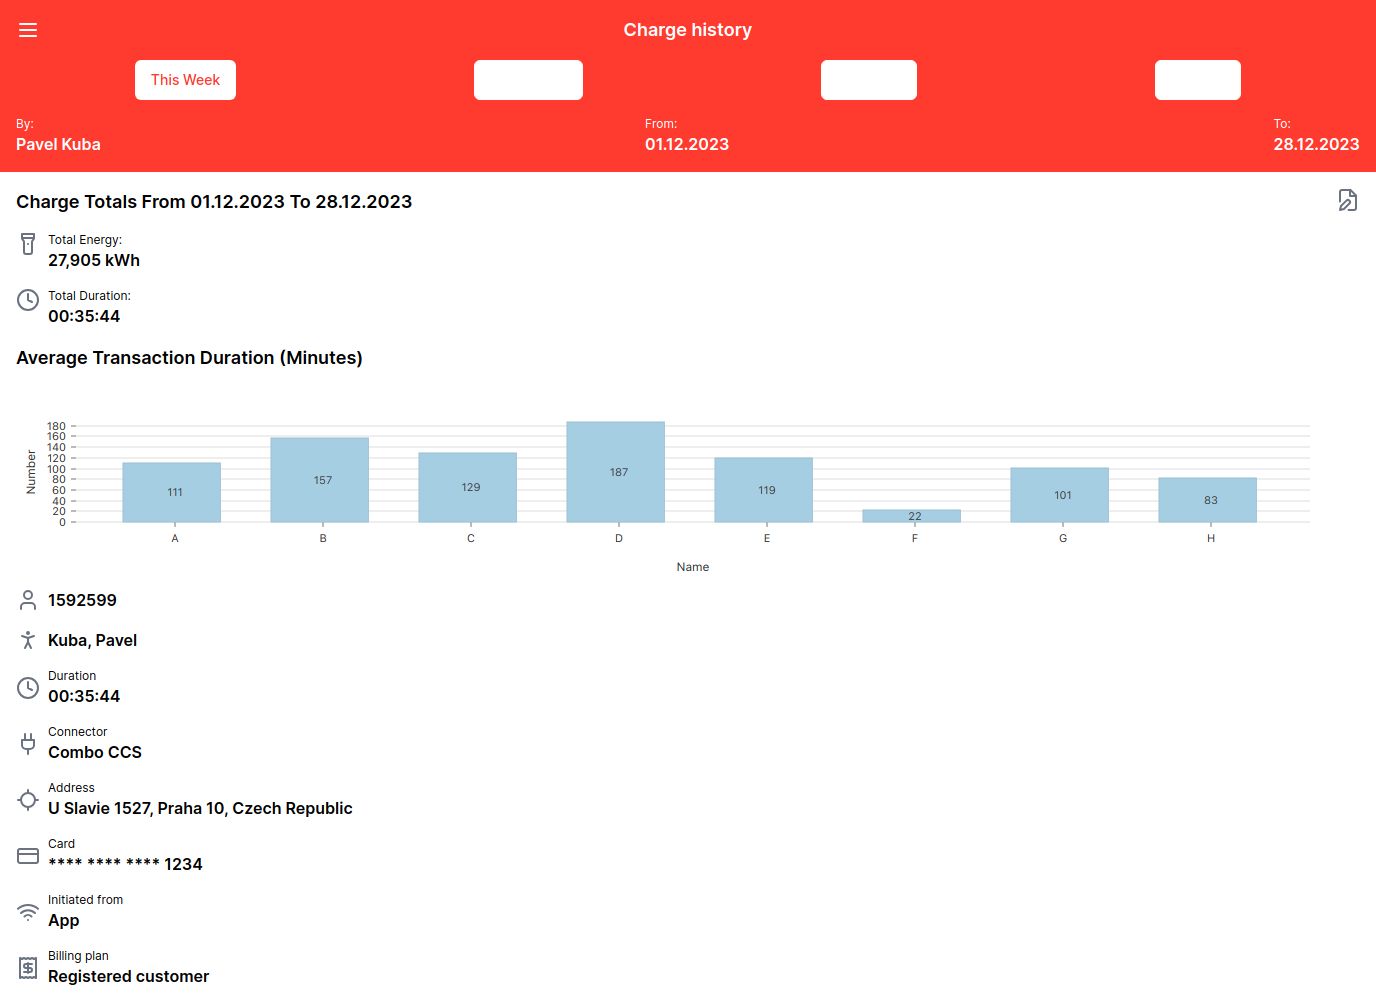 Charge history
This Week
By:
Pavel Kuba
From:
01.12.2023
To:
28.12.2023
Charge Totals From 01.12.2023 To 28.12.2023
Total Energy:
27,905 kWh
Total Duration:
00:35:44
Average Transaction Duration (Minutes)
Number
180
160
140
120
100
80
60
40
20
0
111
157
129
187
119
22
101
83
A B C D E F G H
Name
1592599
Kuba, Pavel
Duration
00:35:44
Connector
Combo CCS
Address
U Slavie 1527, Praha 10, Czech Republic
Card
**** **** **** 1234
Initiated from
App
Billing plan
Registered customer